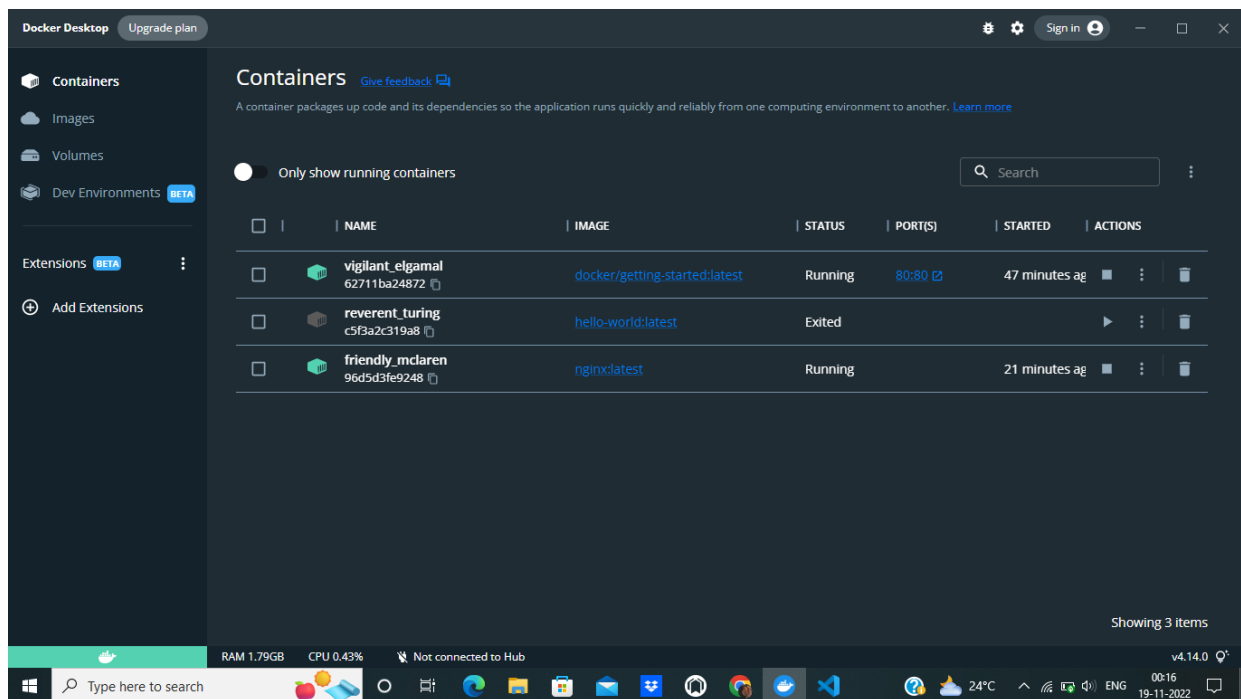 Docker Desktop Upgrade plan Sign in
Containers
Images
Volumes
Dev Environments BETA
Extensions BETA
Add Extensions
Containers Give feedback
A container packages up code and its dependencies so the application runs quickly and reliably from one computing environment to another. Learn more
Only show running containers Search
NAME IMAGE STATUS PORT(S) STARTED ACTIONS
vigilant_elgamal
62711ba24872 docker/getting-started:latest Running 80:80 47 minutes ag
reverent_turing
c5f3a2c319a8 hello-world:latest Exited
friendly_mclaren
96d5d3fe9248 nginx:latest Running 21 minutes ag
Showing 3 items
RAM 1.79GB CPU 0.43% Not connected to Hub v4.14.0
Type here to search 24°C ENG 00:16
19-11-2022